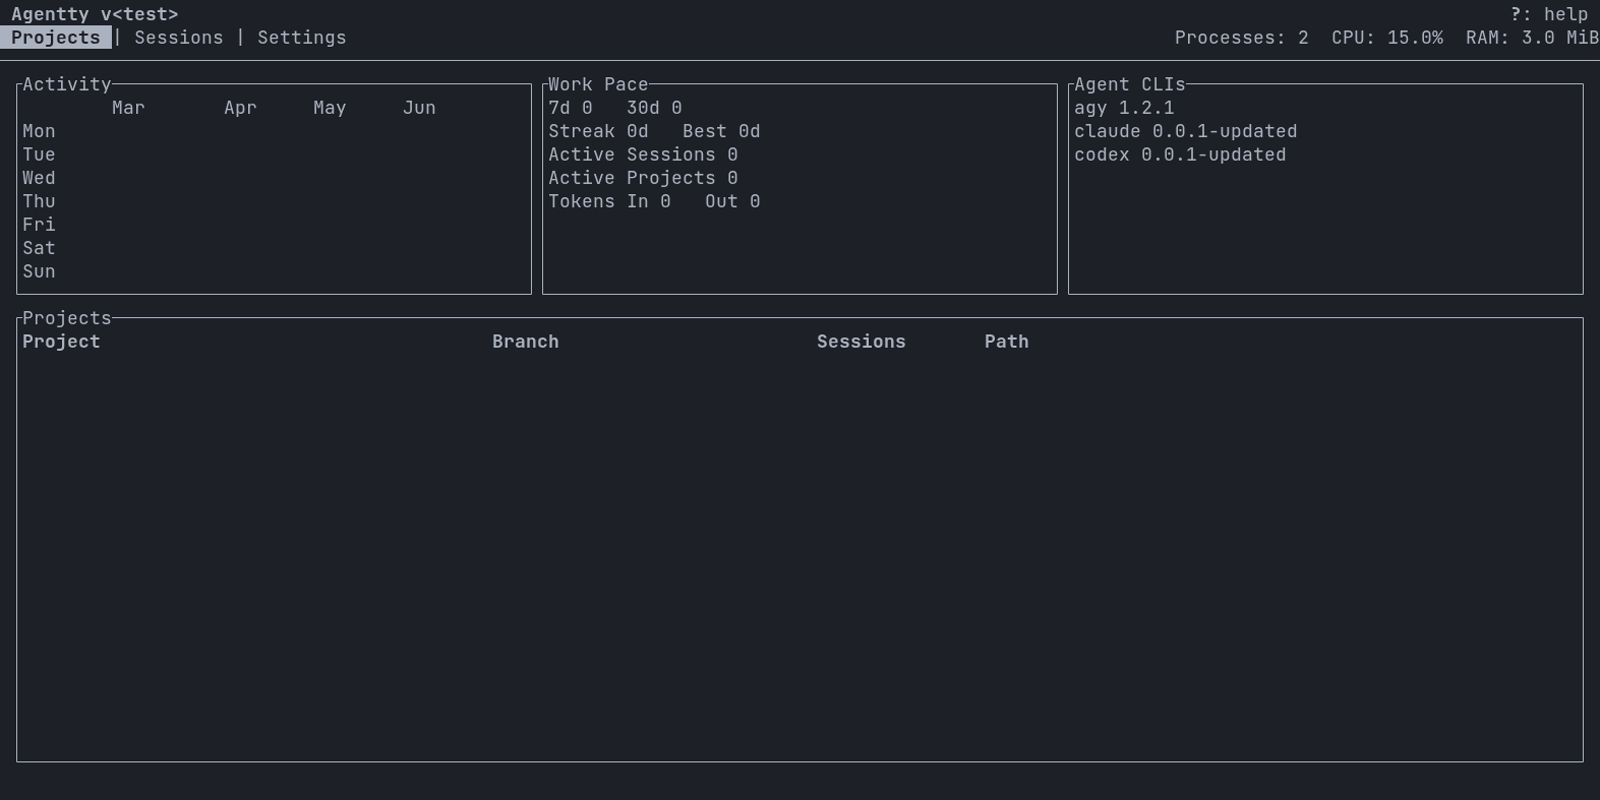 Agentty v<test> ?: help
Projects | Sessions | Settings Processes: 2 CPU: 15.0% RAM: 3.0 MiB
Activity
Mar Apr May Jun
Mon
Tue
Wed
Thu
Fri
Sat
Sun
Work Pace
7d 0 30d 0
Streak 0d Best 0d
Active Sessions 0
Active Projects 0
Tokens In 0 Out 0
Agent CLIs
agy 1.2.1
claude 0.0.1-updated
codex 0.0.1-updated
Projects
Project Branch Sessions Path